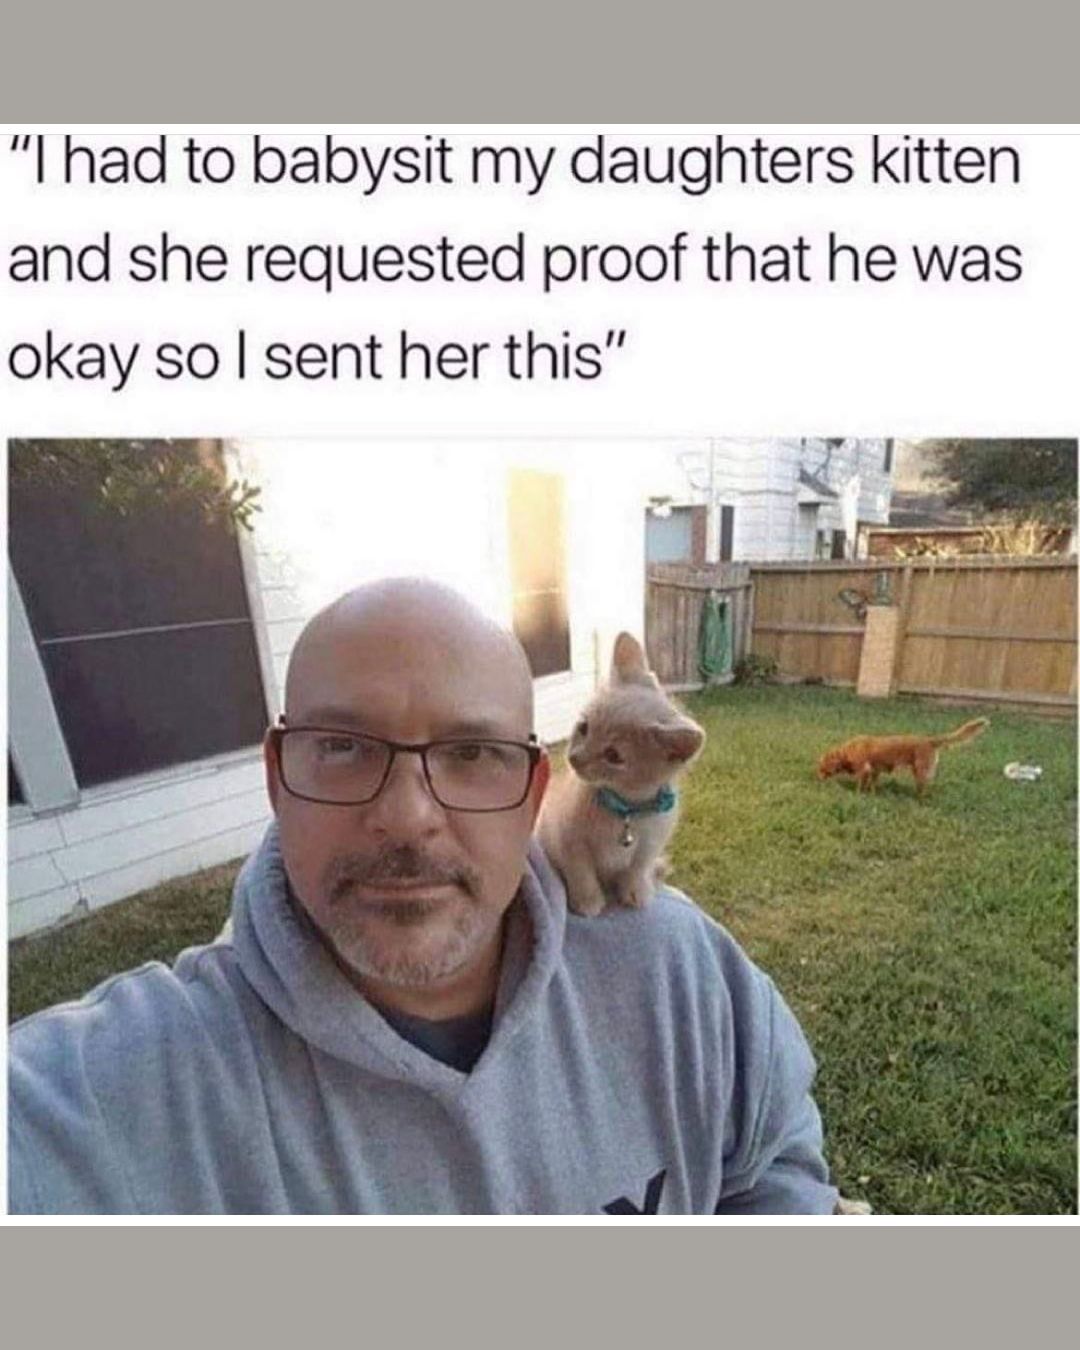 "I had to babysit my daughters kitten
and she requested proof that he was
okay so I sent her this"